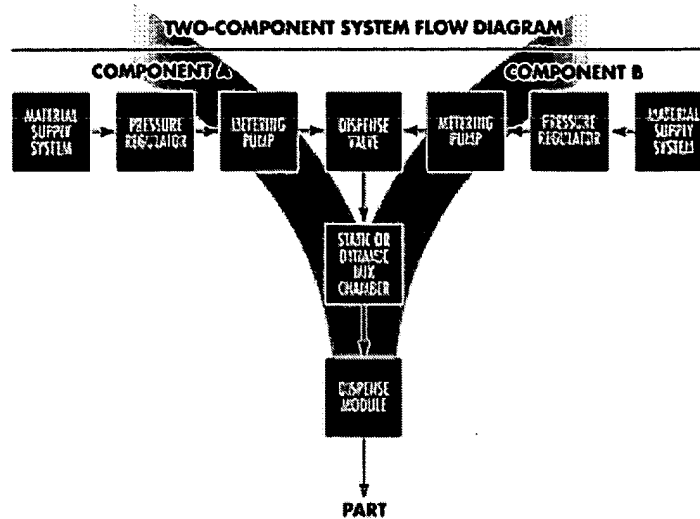 TWO-COMPONENT SYSTEM FLOW DIAGRAM
COMPONENT A
COMPONENT B
MATERIAL
SUPPLY
SYSTEM
PRESSURE
REGULATOR
METERING
PUMP
DISPENSE
VALVE
METERING
PUMP
PRESSURE
REGULATOR
MATERIAL
SUPPLY
SYSTEM
STATIC OR
DYNAMIC
MIX
CHAMBER
DISPENSE
MODULE
PART